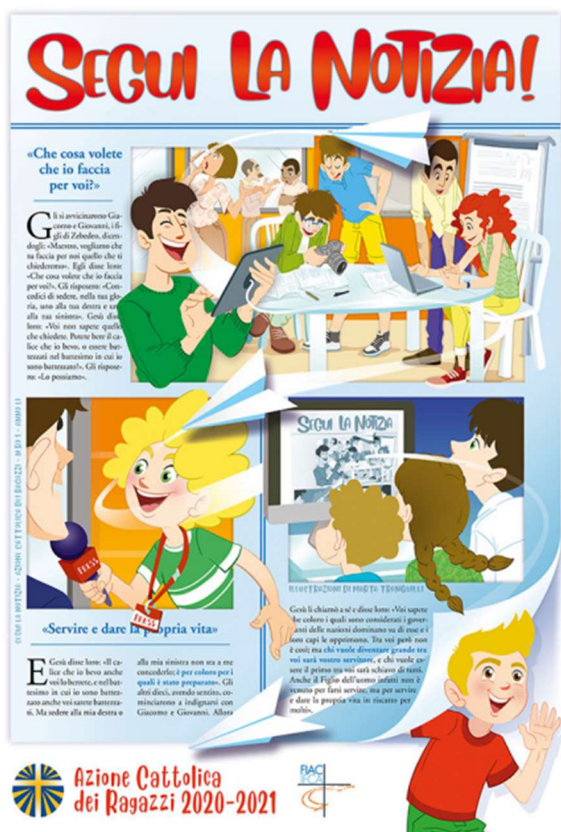 SEGUI LA NOTIZIA!
«Che cosa volete
che io faccia
per voi?»
Gli si avvicinarono Gia-
como e Giovanni, i fi-
gli di Zebedeo, dicen-
dogli: «Maestro, vogliamo che
tu faccia per noi quello che ti
chiederemo». Egli disse loro:
«Che cosa volete che io faccia
per voi?». Gli risposero: «Con-
cedici di sedere, nella tua glo-
ria, uno alla tua destra e uno
alla tua sinistra». Gesù disse
loro: «Voi non sapete quello
che chiedete. Potete bere il ca-
lice che io bevo, o essere bat-
tezzati nel battesimo in cui io
sono battezzato?». Gli rispose-
ro: «Lo possiamo».
SEGUI LA NOTIZIA
PRESS
PRESS
ILLUSTRAZIONI DI MARTA TRANQUILLI
«Servire e dare la propria vita»
E Gesù disse loro: «Il ca-
lice che io bevo anche
voi lo berrete, e nel bat-
tesimo in cui io sono battez-
zato anche voi sarete battezza-
ti. Ma sedere alla mia destra o
alla mia sinistra non sta a me
concederlo; è per coloro per i
quali è stato preparato». Gli
altri dieci, avendo sentito, co-
minciarono a indignarsi con
Giacomo e Giovanni. Allora
Gesù li chiamò a sé e disse loro: «Voi sapete
che coloro i quali sono considerati i gover-
nanti delle nazioni dominano su di esse e i
loro capi le opprimono. Tra voi però non
è così; ma chi vuole diventare grande tra
voi sarà vostro servitore, e chi vuole es-
sere il primo tra voi sarà schiavo di tutti.
Anche il Figlio dell'uomo infatti non è
venuto per farsi servire, ma per servire
e dare la propria vita in riscatto per
molti».
Azione Cattolica
dei Ragazzi 2020-2021
FIAC